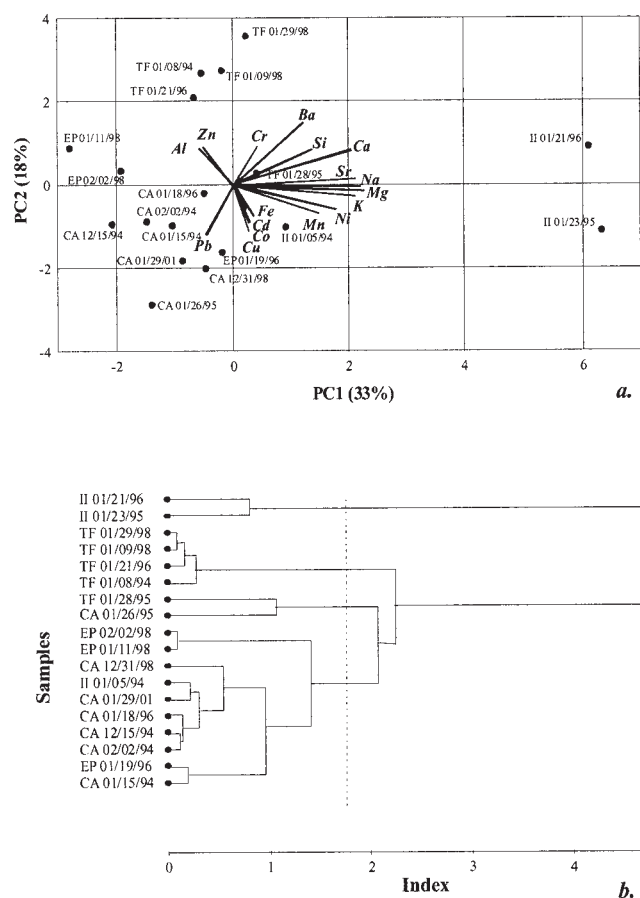 4
TF 01/29/98
TF 01/08/94
TF 01/09/98
2
TF 01/21/96
Ba
EP 01/11/98
Zn
Cr
Si
Ca
II 01/21/96
Al
PC2 (18%)
EP 02/02/98
TF 01/28/95
Sr
Na
0
CA 01/18/96
Mg
K
CA 02/02/94
Fe
Ni
CA 12/15/94
CA 01/15/94
Pb
Cd
Mn
II 01/05/94
II 01/23/95
Co
Cu
-2
CA 01/29/01
EP 01/19/96
CA 12/31/98
CA 01/26/95
-4
-2
0
2
4
6
PC1 (33%)
a.
II 01/21/96
II 01/23/95
TF 01/29/98
TF 01/09/98
TF 01/21/96
TF 01/08/94
TF 01/28/95
CA 01/26/95
EP 02/02/98
EP 01/11/98
CA 12/31/98
II 01/05/94
CA 01/29/01
CA 01/18/96
CA 12/15/94
CA 02/02/94
EP 01/19/96
CA 01/15/94
Samples
0
1
2
3
4
Index
b.